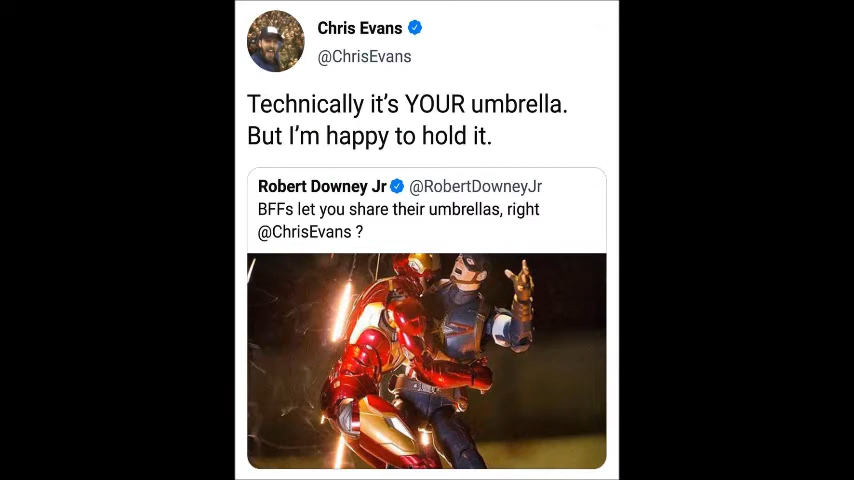 Chris Evans
@ChrisEvans
Technically it's YOUR umbrella.
But I'm happy to hold it.
Robert Downey Jr @RobertDowneyJr
BFFs let you share their umbrellas, right
@ChrisEvans ?